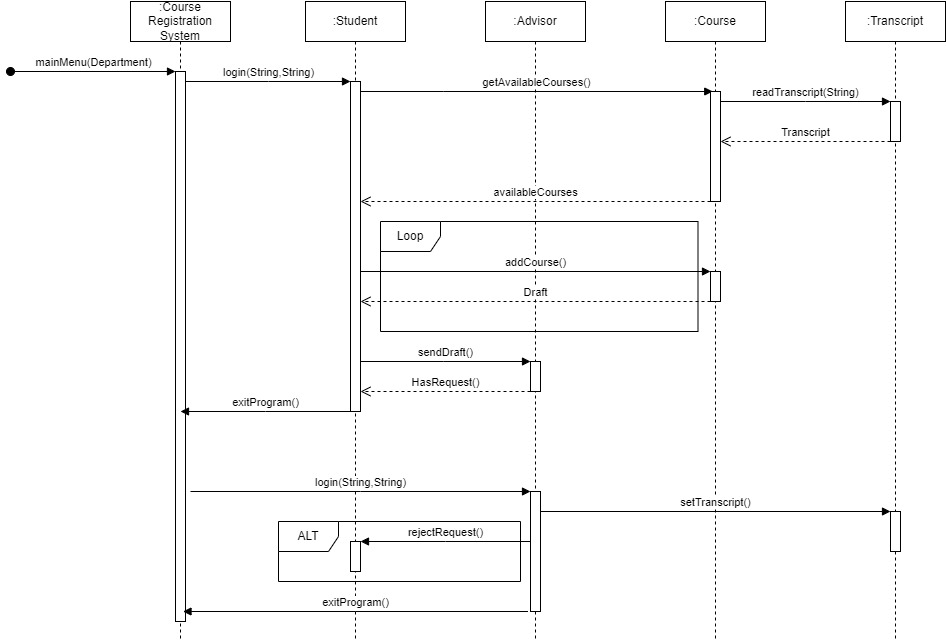 :Course
Registration
System
:Student
:Advisor
:Course
:Transcript
mainMenu(Department)
login(String,String)
getAvailableCourses()
readTranscript(String)
Transcript
availableCourses
Loop
addCourse()
Draft
sendDraft()
HasRequest()
exitProgram()
login(String,String)
setTranscript()
ALT
rejectRequest()
exitProgram()